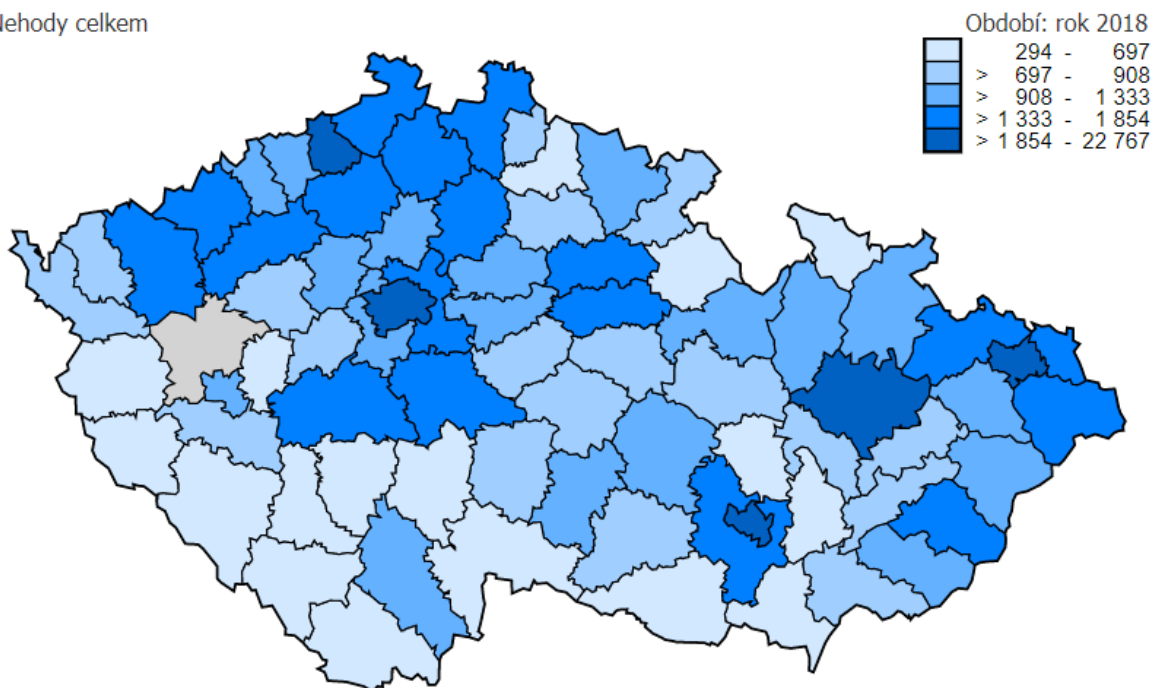 Nehody celkem
Období: rok 2018
294 - 697
> 697 - 908
> 908 - 1 333
> 1 333 - 1 854
> 1 854 - 22 767